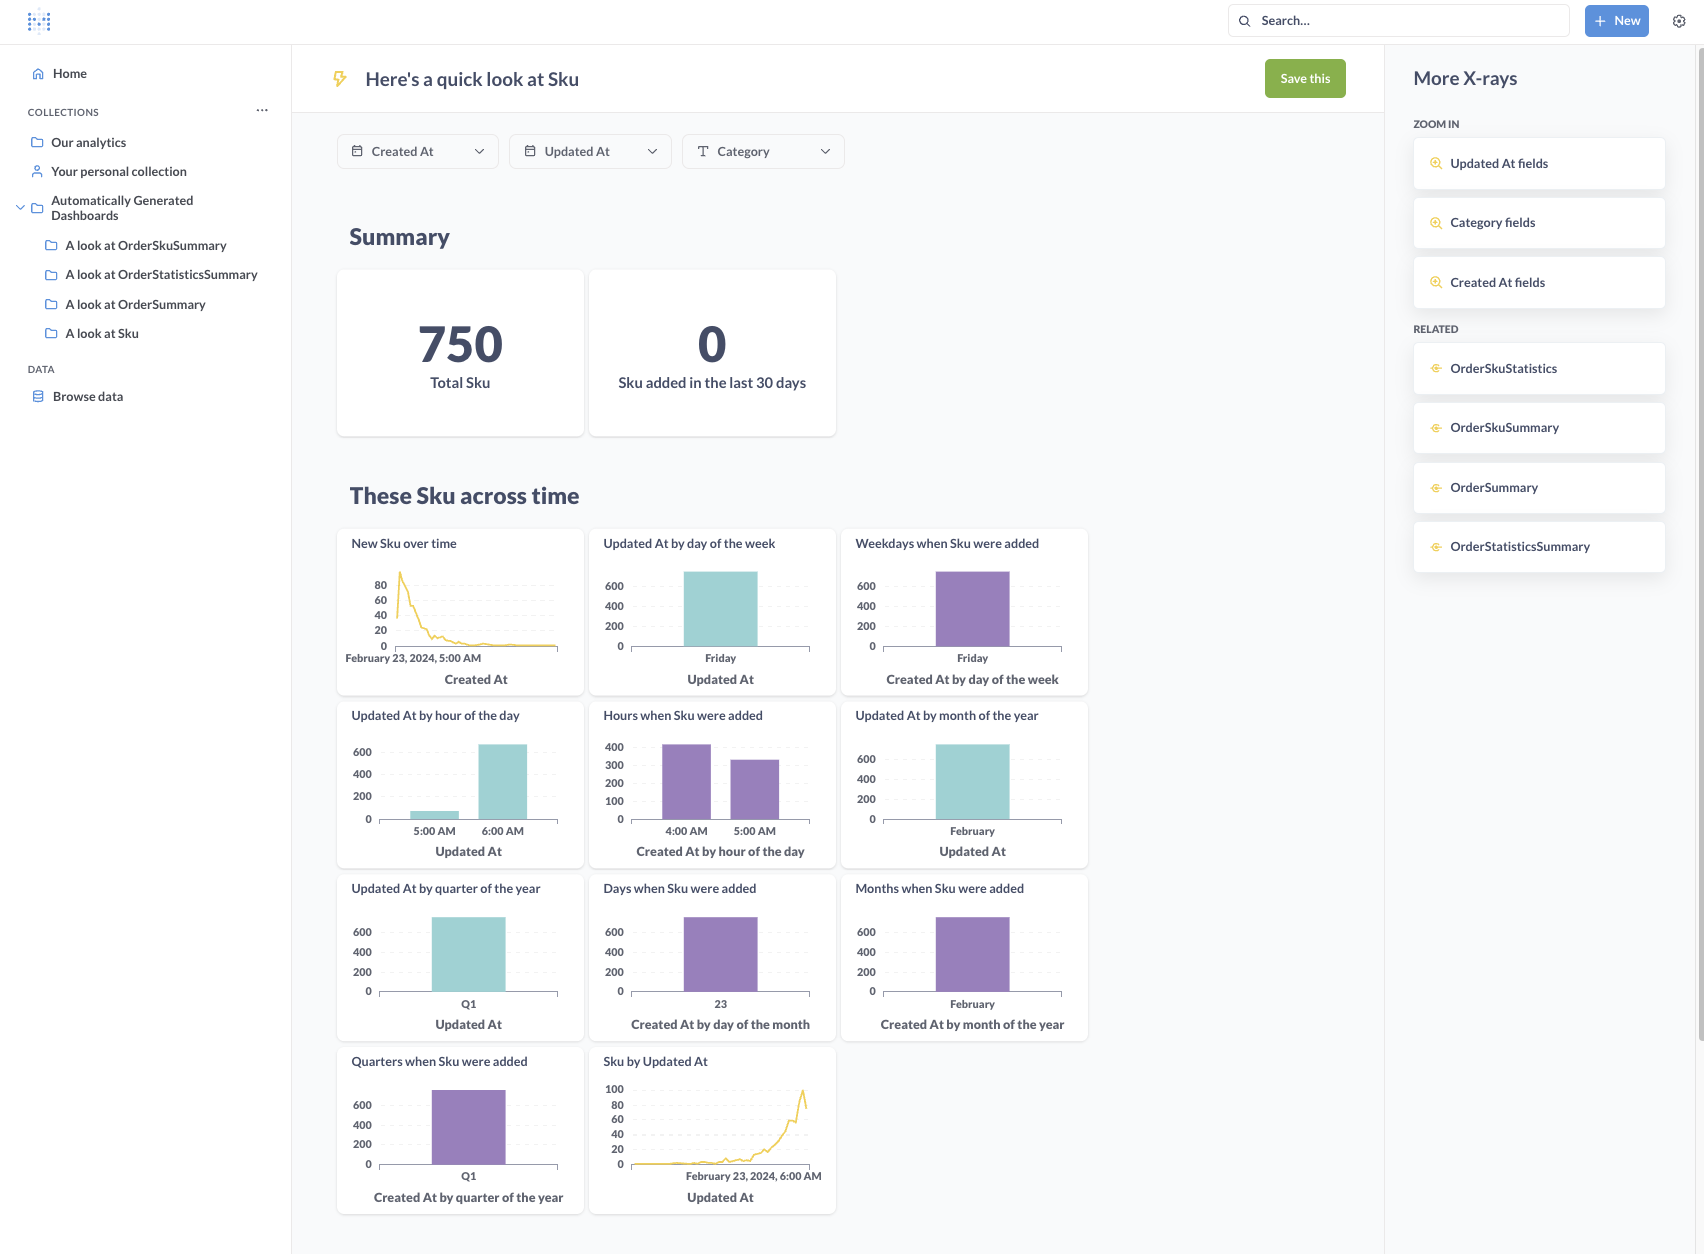 Search...
New
Home
COLLECTIONS
Our analytics
Your personal collection
Automatically Generated
Dashboards
A look at OrderSkuSummary
A look at OrderStatisticsSummary
A look at OrderSummary
A look at Sku
DATA
Browse data
Here's a quick look at Sku
Save this
Created At
Updated At
Category
Summary
750
Total Sku
0
Sku added in the last 30 days
These Sku across time
New Sku over time
80
60
40
20
0
February 23, 2024, 5:00 AM
Created At
Updated At by day of the week
600
400
200
0
Friday
Updated At
Weekdays when Sku were added
600
400
200
0
Friday
Created At by day of the week
Updated At by hour of the day
600
400
200
0
5:00 AM 6:00 AM
Updated At
Hours when Sku were added
400
300
200
100
0
4:00 AM 5:00 AM
Created At by hour of the day
Updated At by month of the year
600
400
200
0
February
Updated At
Updated At by quarter of the year
600
400
200
0
Q1
Updated At
Days when Sku were added
600
400
200
0
23
Created At by day of the month
Months when Sku were added
600
400
200
0
February
Created At by month of the year
Quarters when Sku were added
600
400
200
0
Q1
Created At by quarter of the year
Sku by Updated At
100
80
60
40
20
0
February 23, 2024, 6:00 AM
Updated At
More X-rays
ZOOM IN
Updated At fields
Category fields
Created At fields
RELATED
OrderSkuStatistics
OrderSkuSummary
OrderSummary
OrderStatisticsSummary